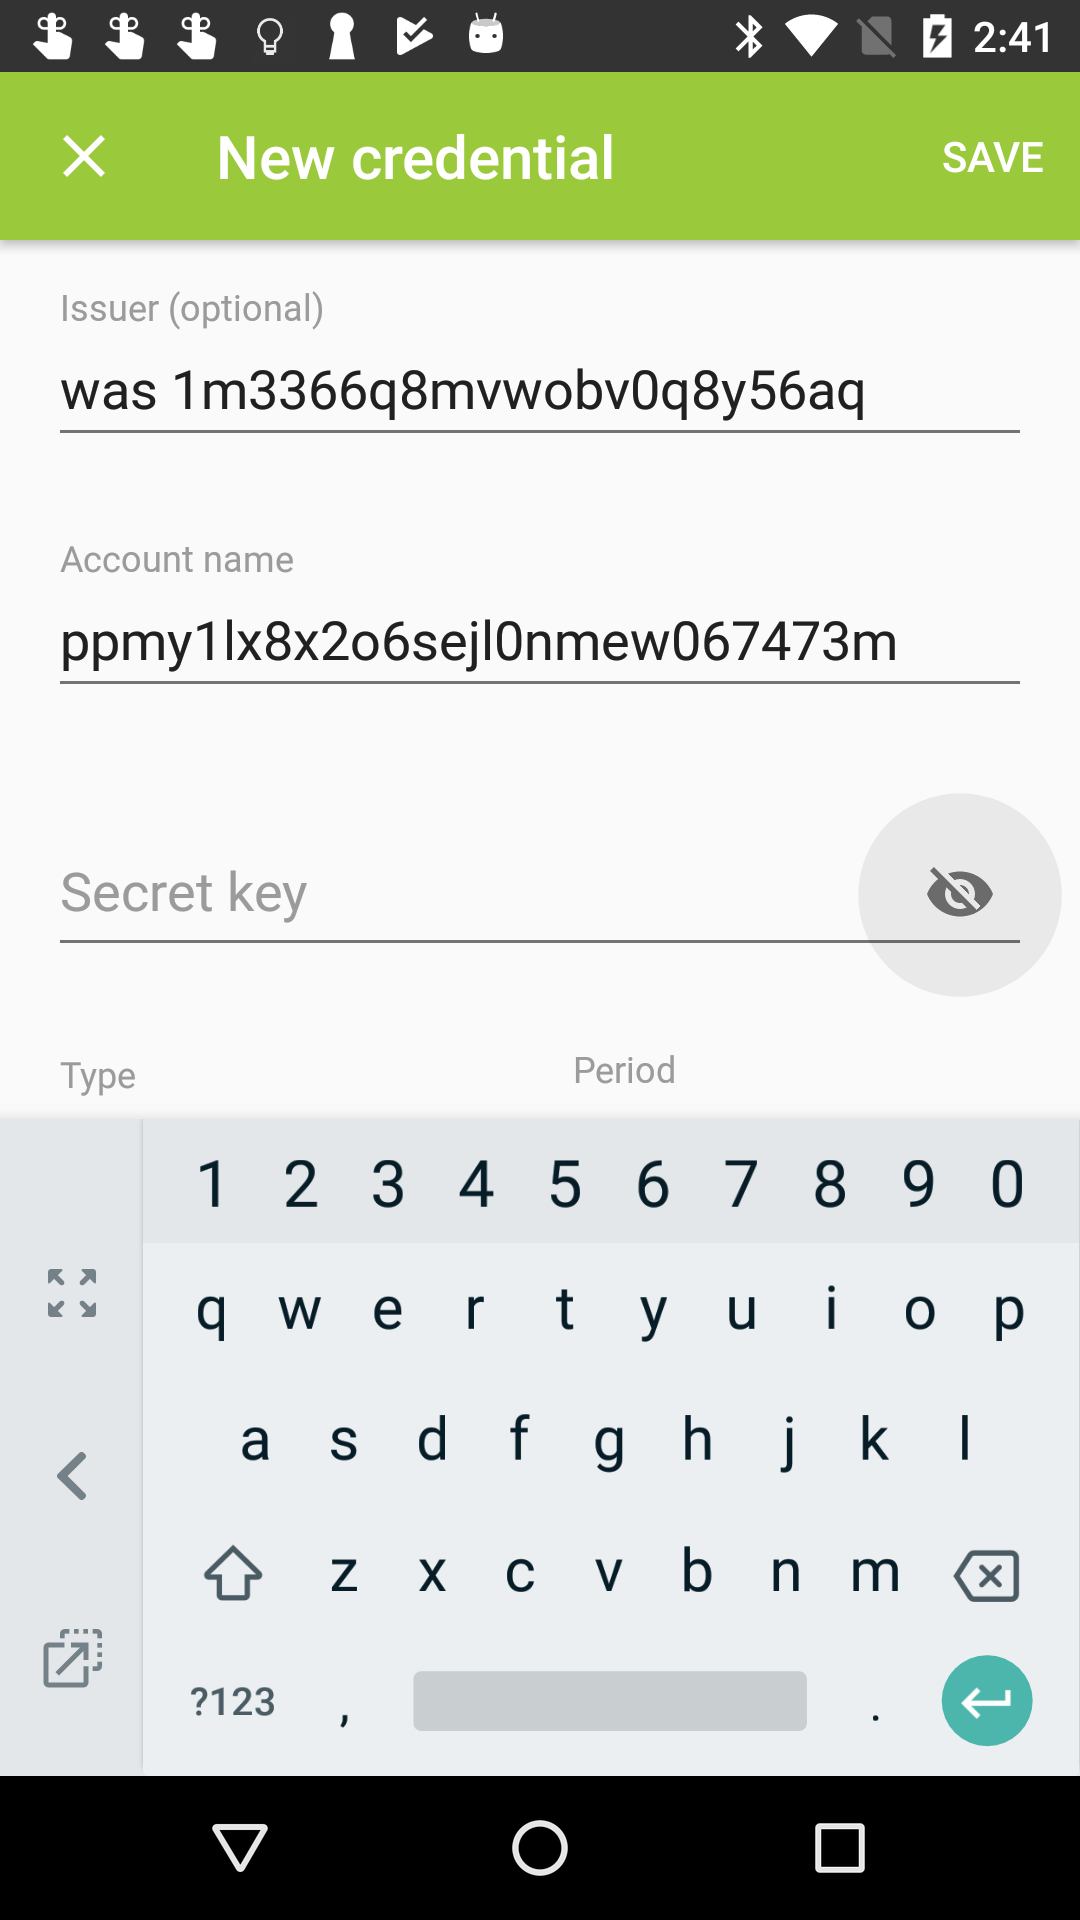 2:41
New credential
SAVE
Issuer (optional)
was 1m3366q8mvwobv0q8y56aq
Account name
ppmy1lx8x2o6sejl0nmew067473m
Secret key
Type
Period
1 2 3 4 5 6 7 8 9 0
q w e r t y u i o p
a s d f g h j k l
z x c v b n m
?123 , .